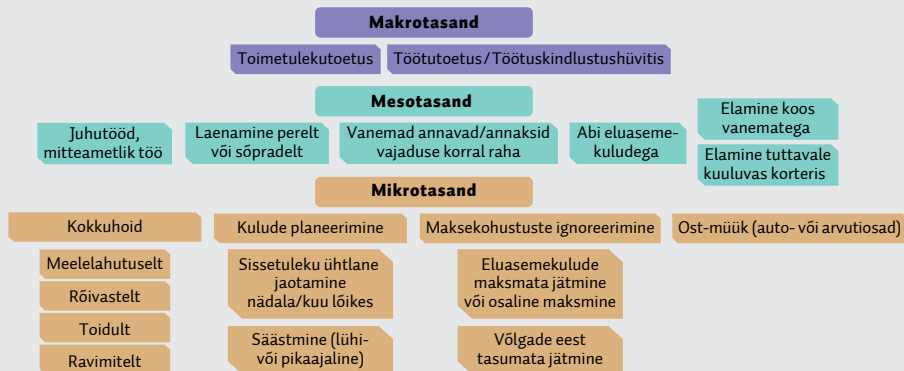 Makrotasand
Toimetulekutoetus
Töötutoetus/Töötuskindlustushüvitis
Mesotasand
Juhutööd,
mitteametlik töö
Laenamine perelt
või sõpradelt
Vanemad annavad/annaksid
vajaduse korral raha
Abi eluaseme-
kuludega
Elamine koos
vanematega
Elamine tuttavale
kuuluvas korteris
Mikrotasand
Kokkuhoid
Meelelahutuselt
Rõivastelt
Toidult
Ravimitelt
Kulude planeerimine
Sissetuleku ühtlane
jaotamine
nädala/kuu lõikes
Säästmine (lühi-
või pikaajaline)
Maksekohustuste ignoreerimine
Eluasemekulude
maksmata jätmine
või osaline maksmine
Võlgade eest
tasumata jätmine
Ost-müük (auto- või arvutiosad)